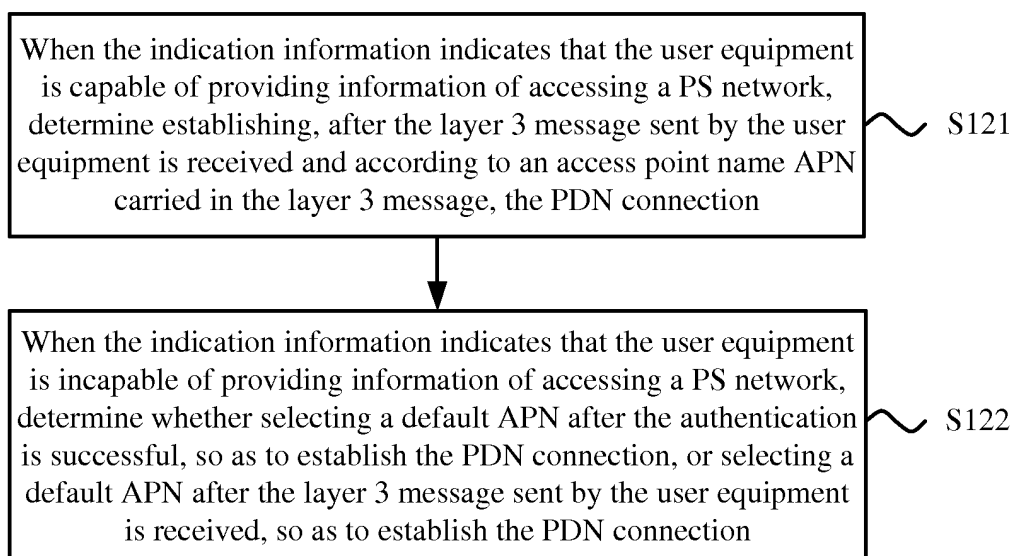 When the indication information indicates that the user equipment
is capable of providing information of accessing a PS network,
determine establishing, after the layer 3 message sent by the user
equipment is received and according to an access point name APN
carried in the layer 3 message, the PDN connection
S121
When the indication information indicates that the user equipment
is incapable of providing information of accessing a PS network,
determine whether selecting a default APN after the authentication
is successful, so as to establish the PDN connection, or selecting a
default APN after the layer 3 message sent by the user equipment
is received, so as to establish the PDN connection
S122